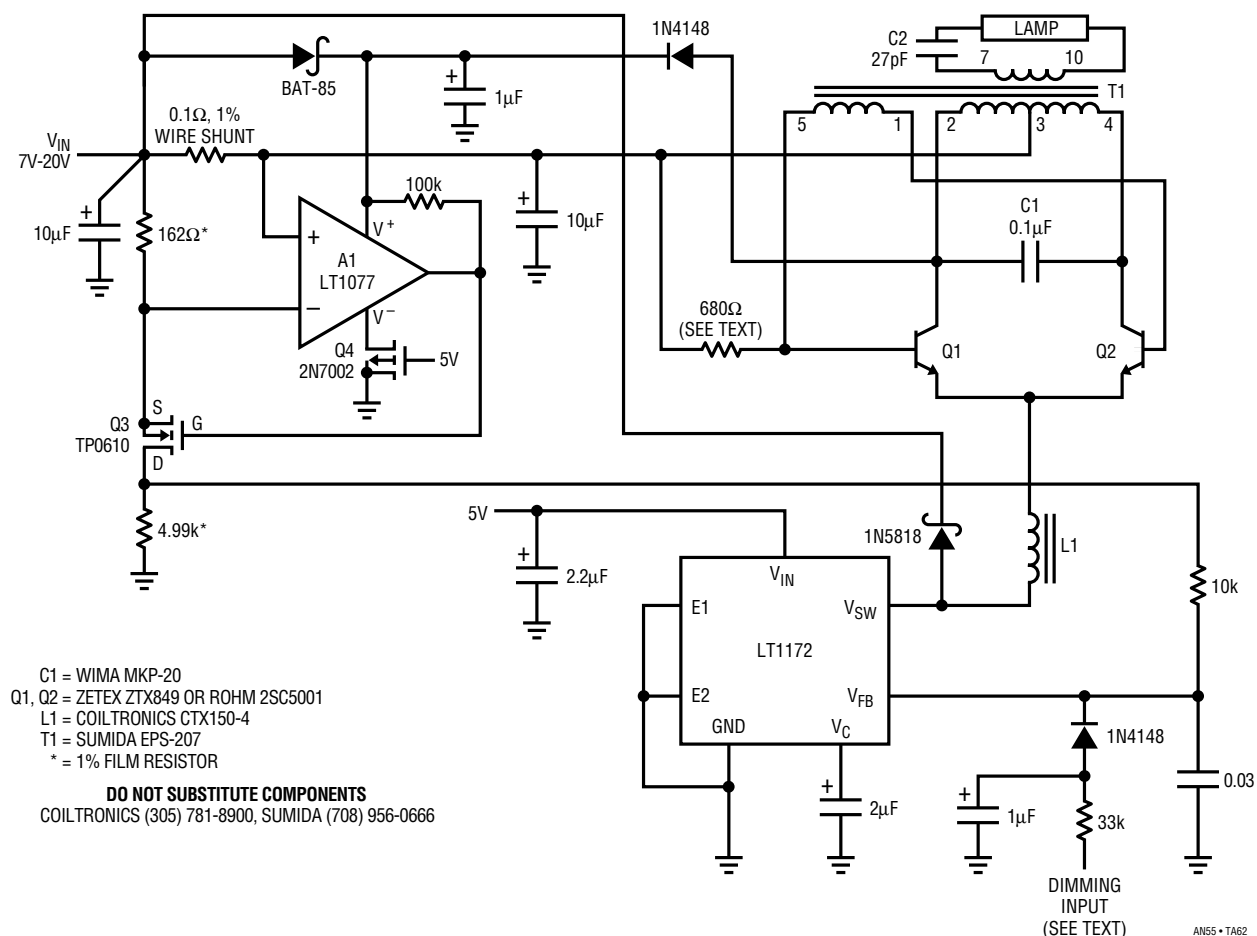 1N4148
C2
27pF
LAMP
7
10
T1
BAT-85
+
1µF
0.1Ω, 1%
WIRE SHUNT
5
1
2
3
4
VIN
7V-20V
100k
+
10µF
162Ω*
+
V+
A1
LT1077
–
V–
+
10µF
C1
0.1µF
680Ω
(SEE TEXT)
Q1
Q2
Q4
2N7002
5V
Q3
TP0610
S
G
D
4.99k*
5V
+
2.2µF
1N5818
L1
10k
VIN
E1
VSW
LT1172
E2
VFB
GND
VC
+
2µF
1N4148
+
1µF
33k
0.03
DIMMING
INPUT
(SEE TEXT)
C1 = WIMA MKP-20
Q1, Q2 = ZETEX ZTX849 OR ROHM 2SC5001
L1 = COILTRONICS CTX150-4
T1 = SUMIDA EPS-207
* = 1% FILM RESISTOR
DO NOT SUBSTITUTE COMPONENTS
COILTRONICS (305) 781-8900, SUMIDA (708) 956-0666
AN55 • TA62